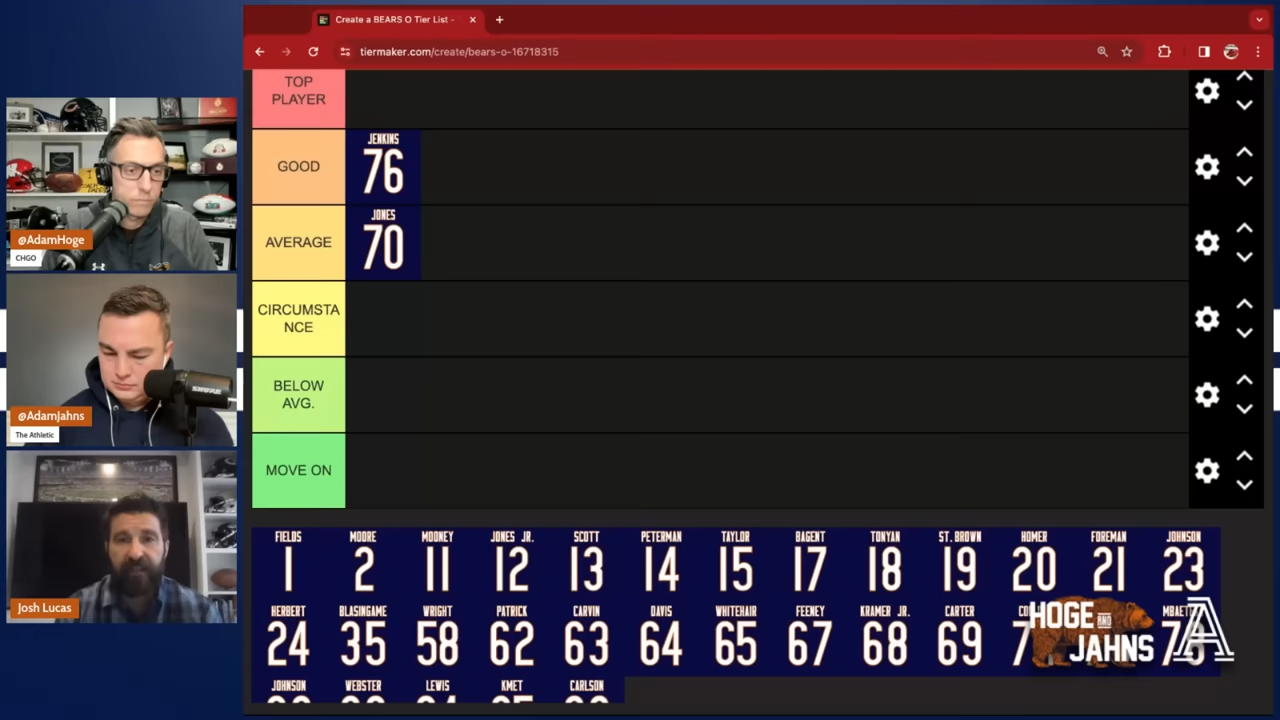 Create a BEARS O Tier List -
tiermaker.com/create/bears-o-16718315
TOP
PLAYER
GOOD
JENKINS
76
AVERAGE
JONES
70
CIRCUMSTA
NCE
BELOW
AVG.
MOVE ON
@AdamHoge
CHGO
@AdamJahns
The Athletic
SHURE
Josh Lucas
FIELDS MOORE MOONEY JONES JR. SCOTT PETERMAN TAYLOR BAGENT TONYAN ST. BROWN HOMER FOREMAN JOHNSON
1 2 11 12 13 14 15 17 18 19 20 21 23
HERBERT BLASINGAME WRIGHT PATRICK CARVIN DAVIS WHITEHAIR FEENEY KRAMER JR. CARTER
24 35 58 62 63 64 65 67 68 69
JOHNSON WEBSTER LEWIS KMET CARLSON
HOGE AND
JAHNS
A